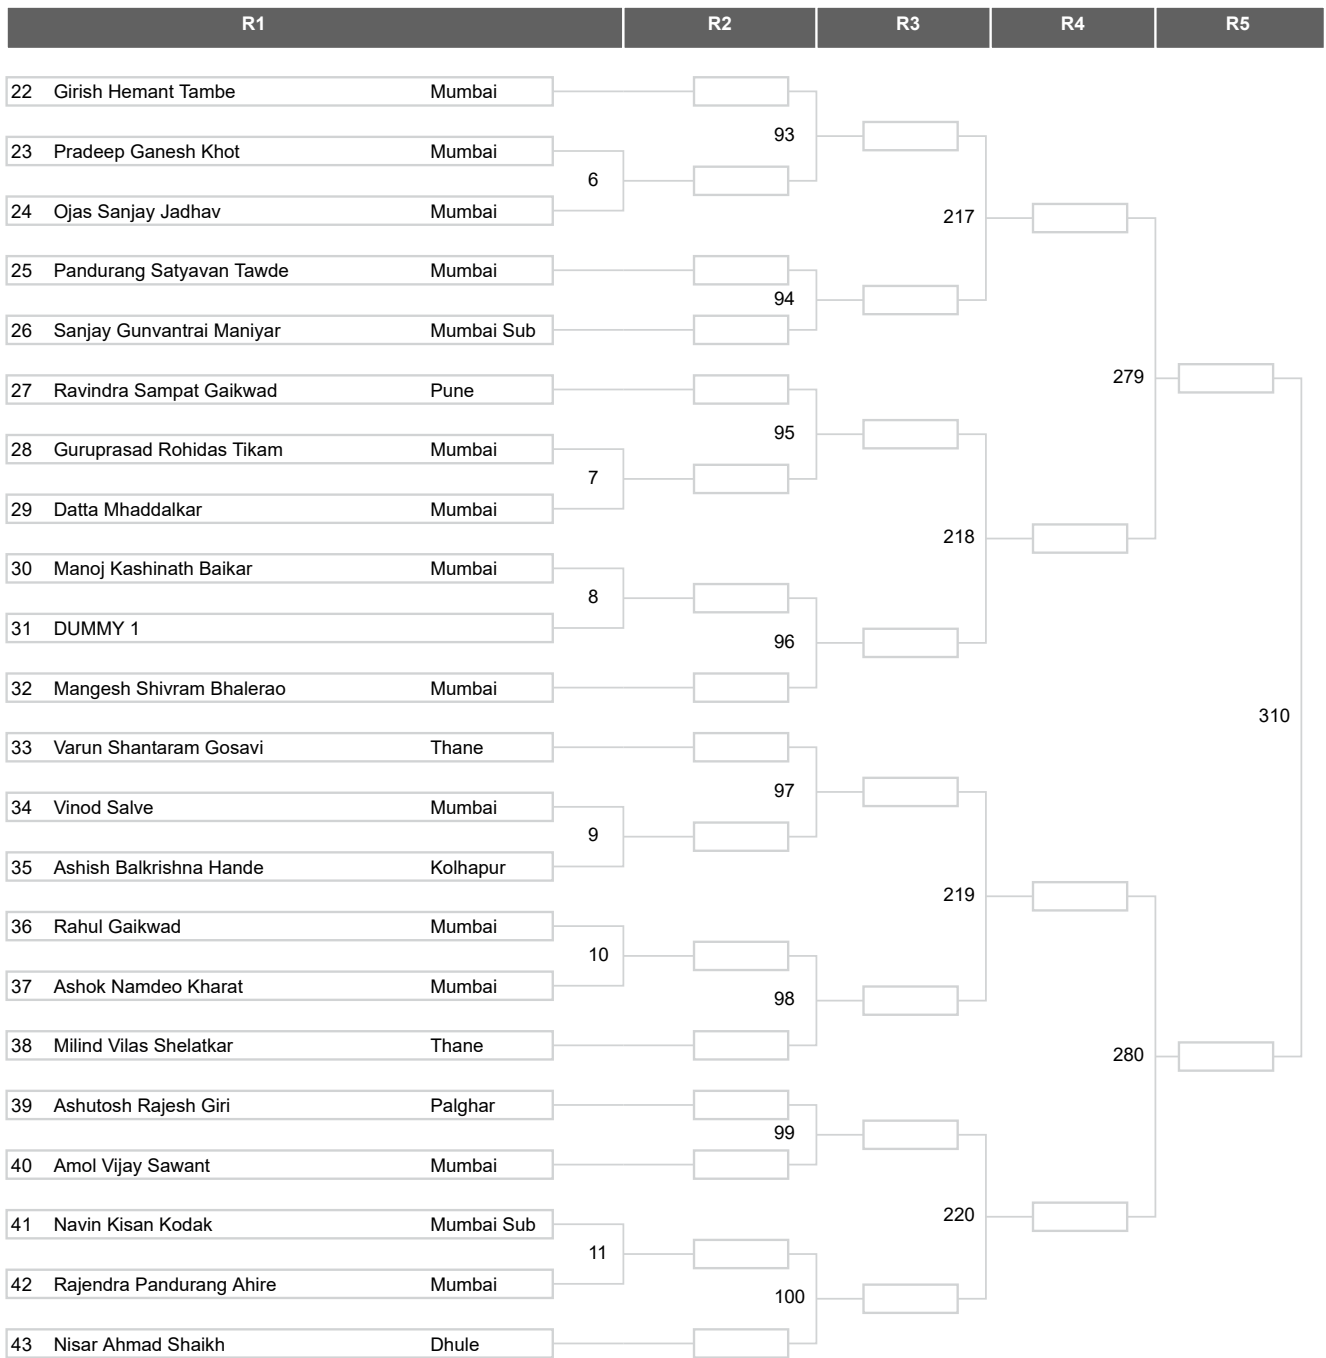 R1 R2 R3 R4 R5
22 Girish Hemant Tambe Mumbai
93
23 Pradeep Ganesh Khot Mumbai
6
24 Ojas Sanjay Jadhav Mumbai
217
25 Pandurang Satyavan Tawde Mumbai
94
26 Sanjay Gunvantrai Maniyar Mumbai Sub
279
27 Ravindra Sampat Gaikwad Pune
95
28 Guruprasad Rohidas Tikam Mumbai
7
29 Datta Mhaddalkar Mumbai
218
30 Manoj Kashinath Baikar Mumbai
8
31 DUMMY 1
96
32 Mangesh Shivram Bhalerao Mumbai
310
33 Varun Shantaram Gosavi Thane
97
34 Vinod Salve Mumbai
9
35 Ashish Balkrishna Hande Kolhapur
219
36 Rahul Gaikwad Mumbai
10
37 Ashok Namdeo Kharat Mumbai
98
38 Milind Vilas Shelatkar Thane
280
39 Ashutosh Rajesh Giri Palghar
99
40 Amol Vijay Sawant Mumbai
220
41 Navin Kisan Kodak Mumbai Sub
11
42 Rajendra Pandurang Ahire Mumbai
100
43 Nisar Ahmad Shaikh Dhule